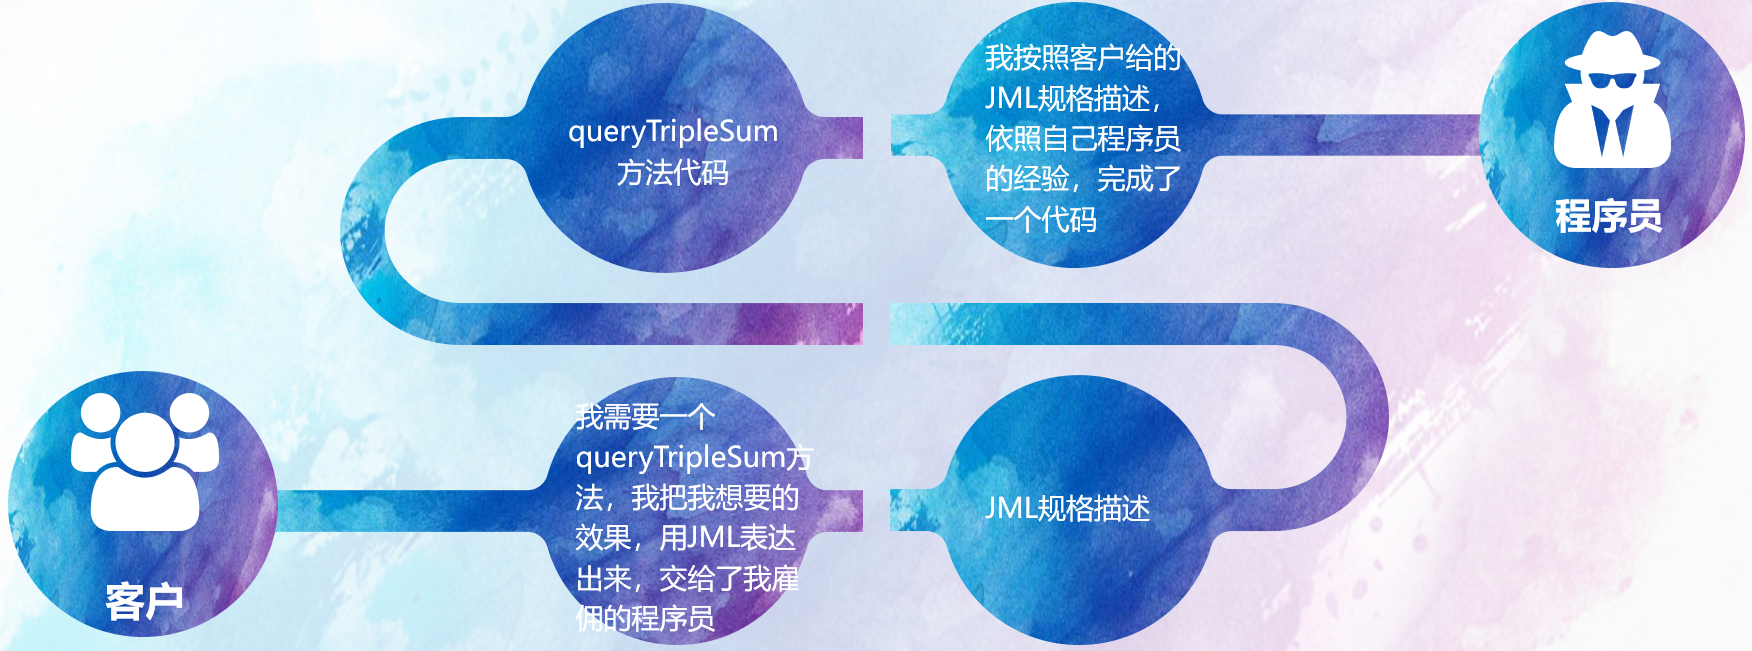 queryTripleSum
方法代码
我按照客户给的
JML规格描述，
依照自己程序员
的经验，完成了
一个代码
程序员
客户
我需要一个
queryTripleSum方
法，我把我想要的
效果，用JML表达
出来，交给了我雇
佣的程序员
JML规格描述